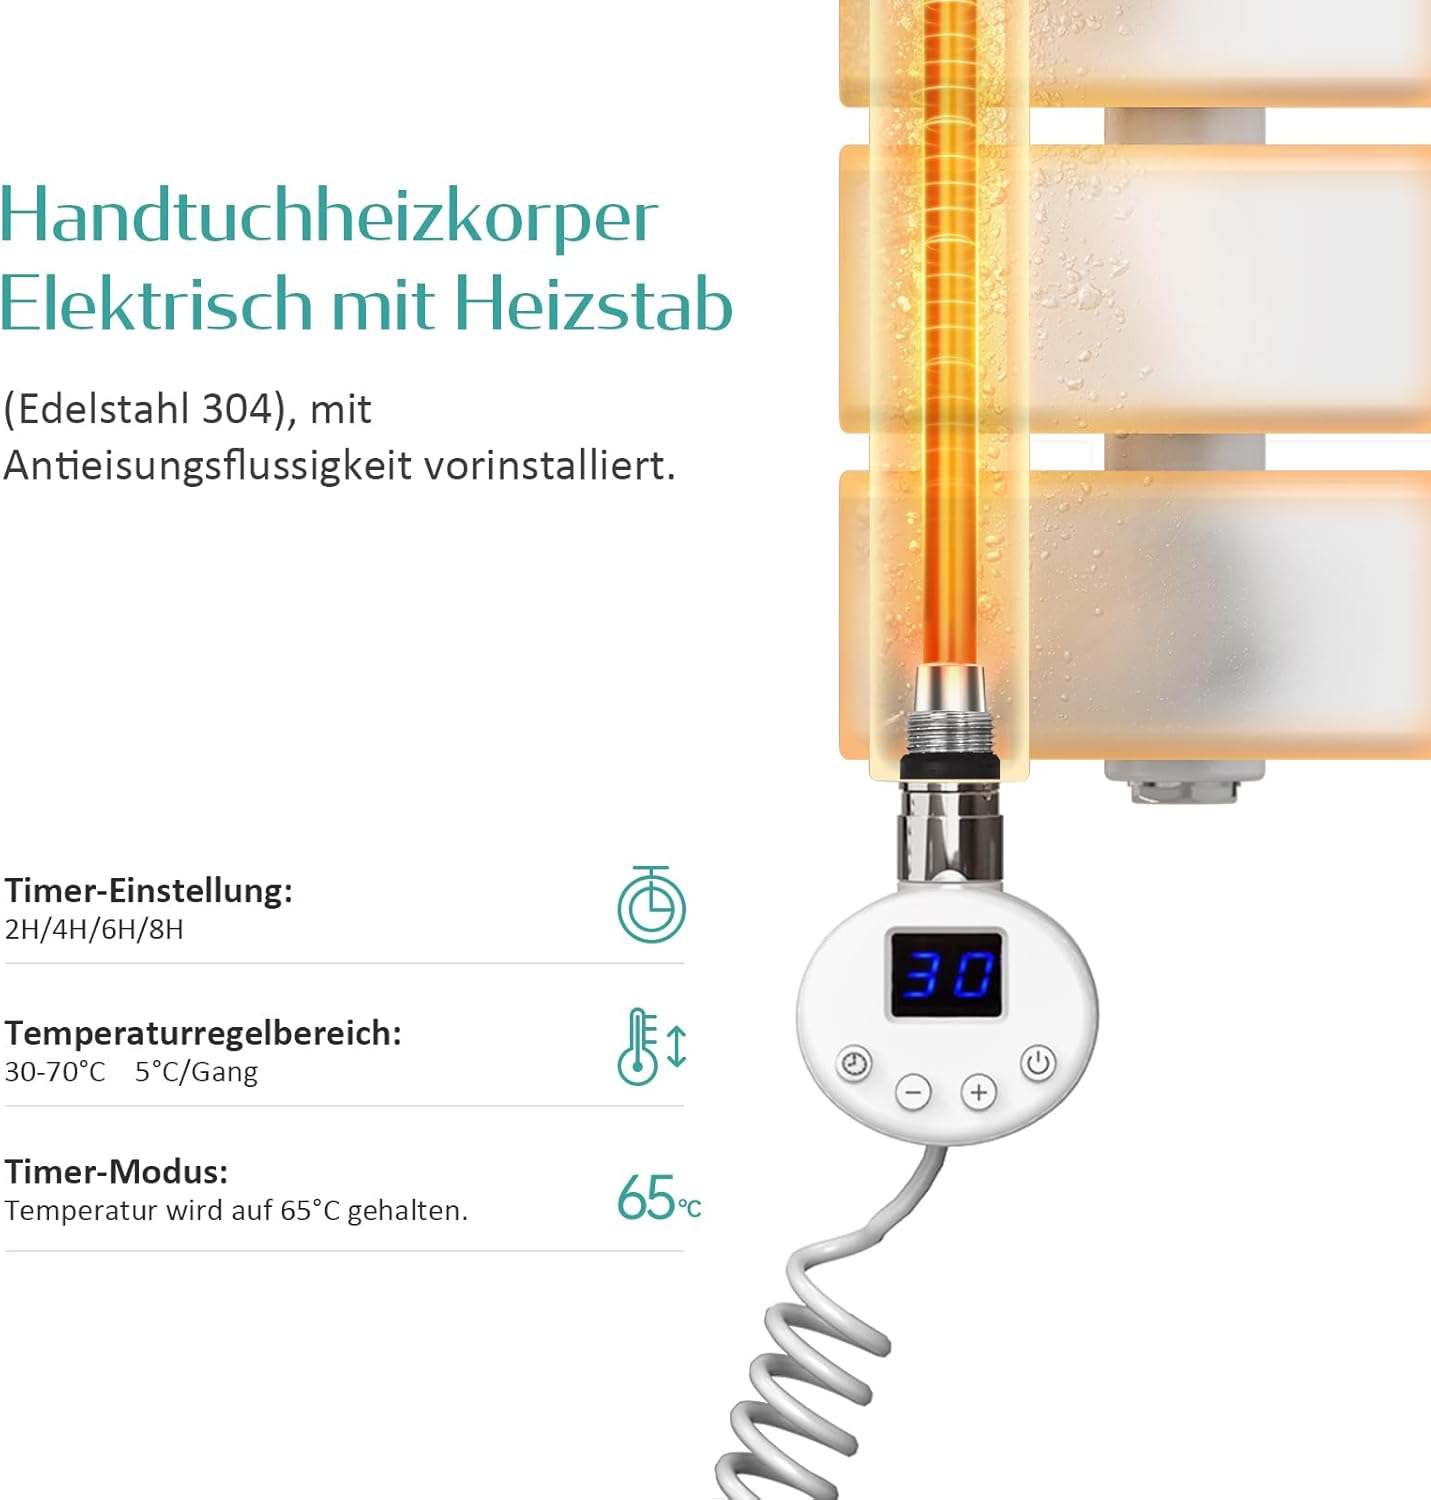 Handtuchheizkorper
Elektrisch mit Heizstab
(Edelstahl 304), mit
Antieisungsflussigkeit vorinstalliert.
Timer-Einstellung:
2H/4H/6H/8H
Temperaturregelbereich:
30-70°C 5°C/Gang
Timer-Modus:
Temperatur wird auf 65°C gehalten.
65°C
30